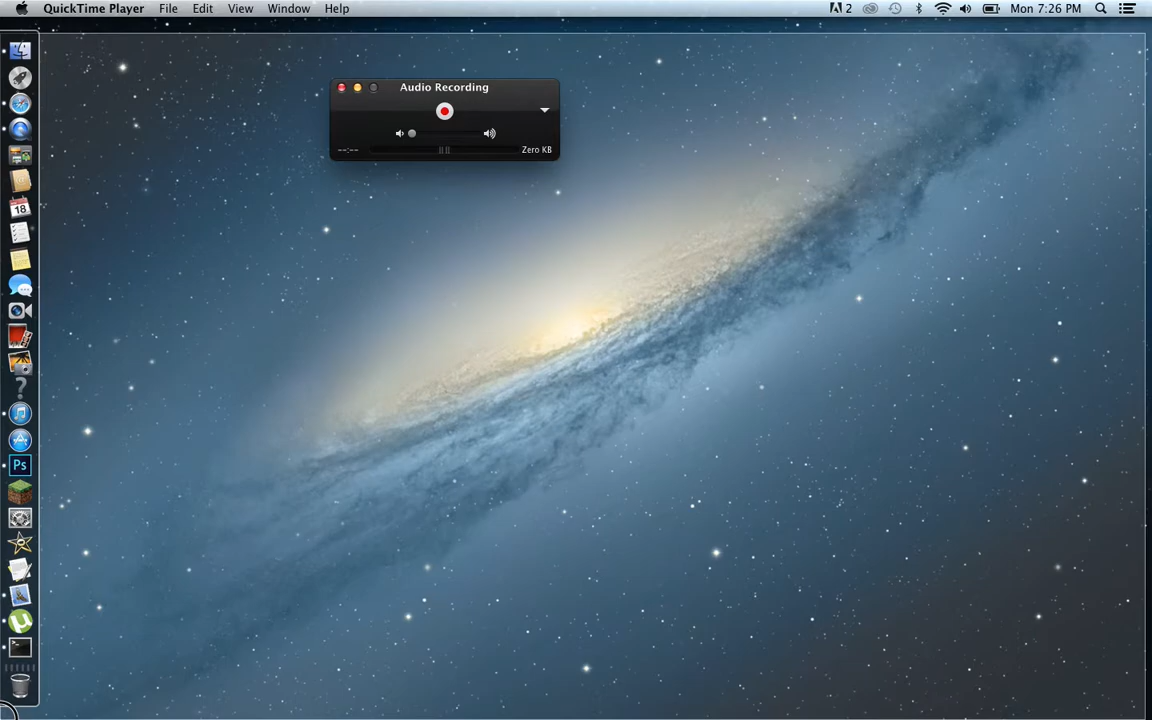 QuickTime Player File Edit View Window Help 2 Mon 7:26 PM
Audio Recording
--:-- Zero KB
18
?
Ps